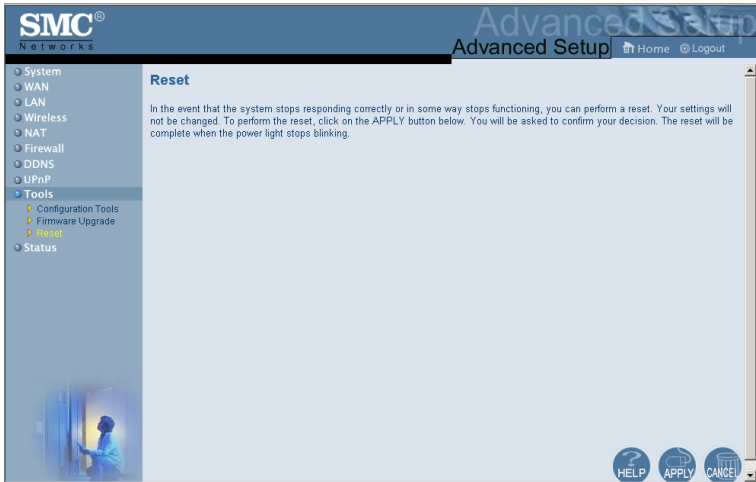 SMC®
Networks
Advanced Setup
Advanced Setup
Home
Logout
System
WAN
LAN
Wireless
NAT
Firewall
DDNS
UPnP
Tools
Configuration Tools
Firmware Upgrade
Reset
Status
Reset
In the event that the system stops responding correctly or in some way stops functioning, you can perform a reset. Your settings will
not be changed. To perform the reset, click on the APPLY button below. You will be asked to confirm your decision. The reset will be
complete when the power light stops blinking.
HELP
APPLY
CANCEL